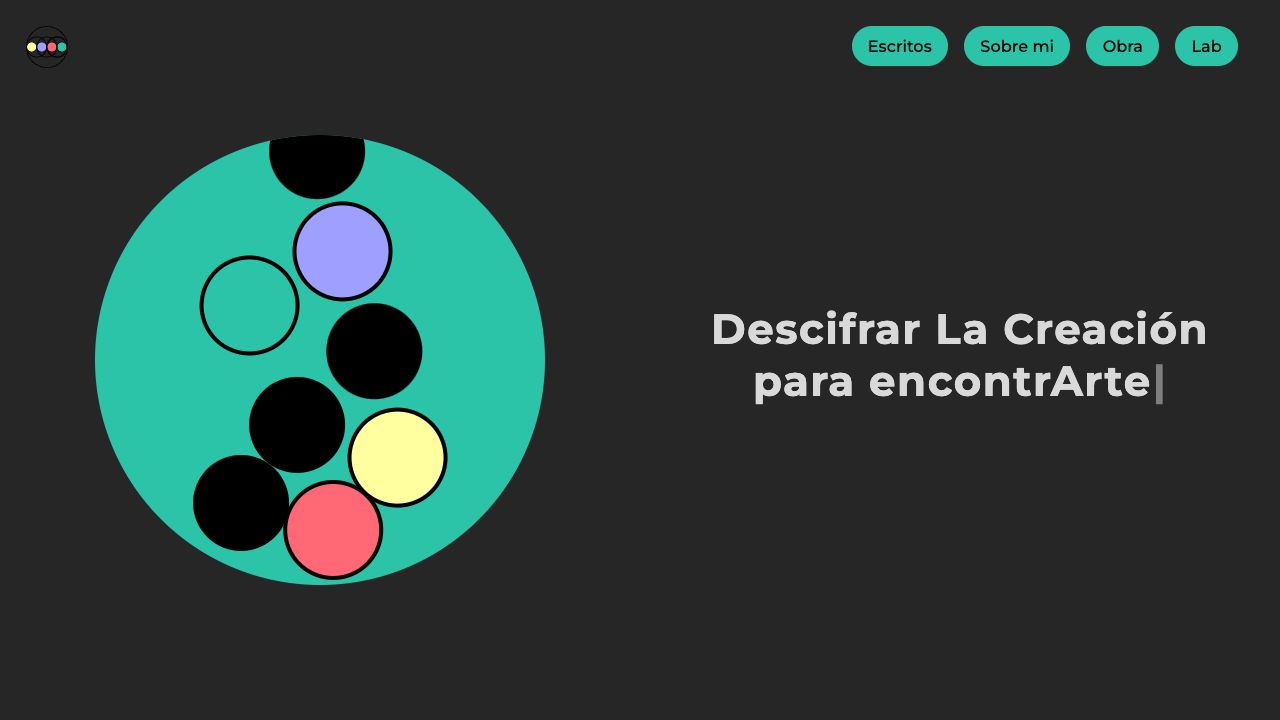 Escritos
Sobre mi
Obra
Lab
Descifrar La Creación
para encontrArte|